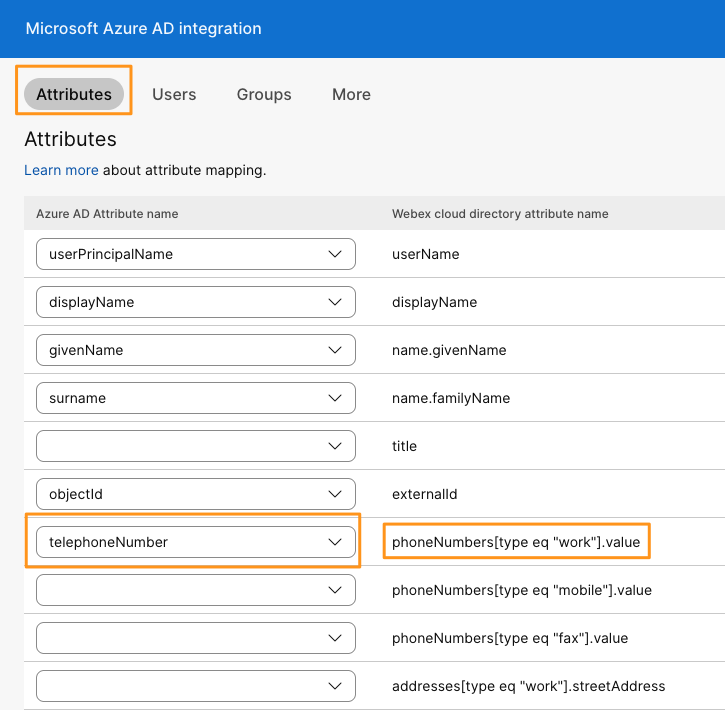 Microsoft Azure AD integration
Attributes Users Groups More
Attributes
Learn more about attribute mapping.
Azure AD Attribute name Webex cloud directory attribute name
userPrincipalName userName
displayName displayName
givenName name.givenName
surname name.familyName
title
objectId externalId
telephoneNumber phoneNumbers[type eq "work"].value
phoneNumbers[type eq "mobile"].value
phoneNumbers[type eq "fax"].value
addresses[type eq "work"].streetAddress